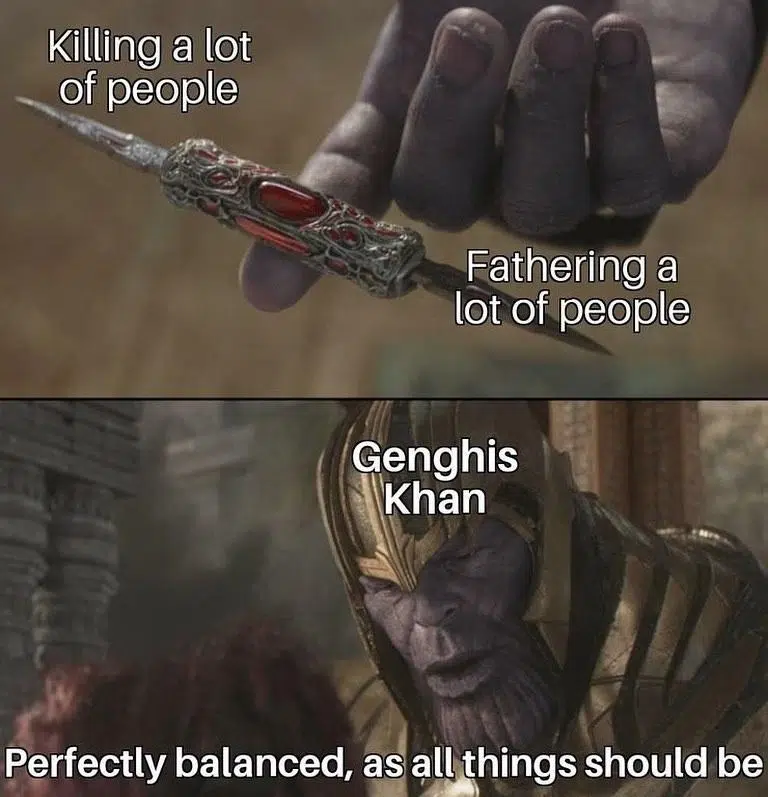 Killing a lot
of people
Fathering a
lot of people
Genghis
Khan
Perfectly balanced, as all things should be